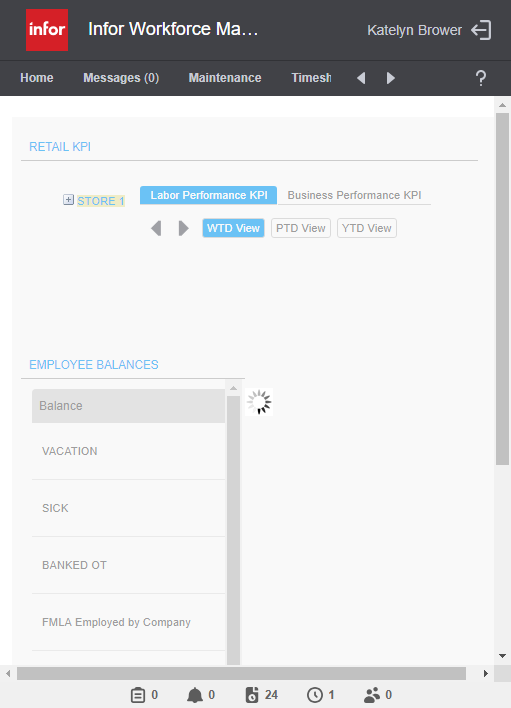 infor
Infor Workforce Ma…
Katelyn Brower
Home
Messages (0)
Maintenance
Timesh
?
RETAIL KPI
STORE 1
Labor Performance KPI
Business Performance KPI
WTD View
PTD View
YTD View
EMPLOYEE BALANCES
Balance
VACATION
SICK
BANKED OT
FMLA Employed by Company
0
0
24
1
0